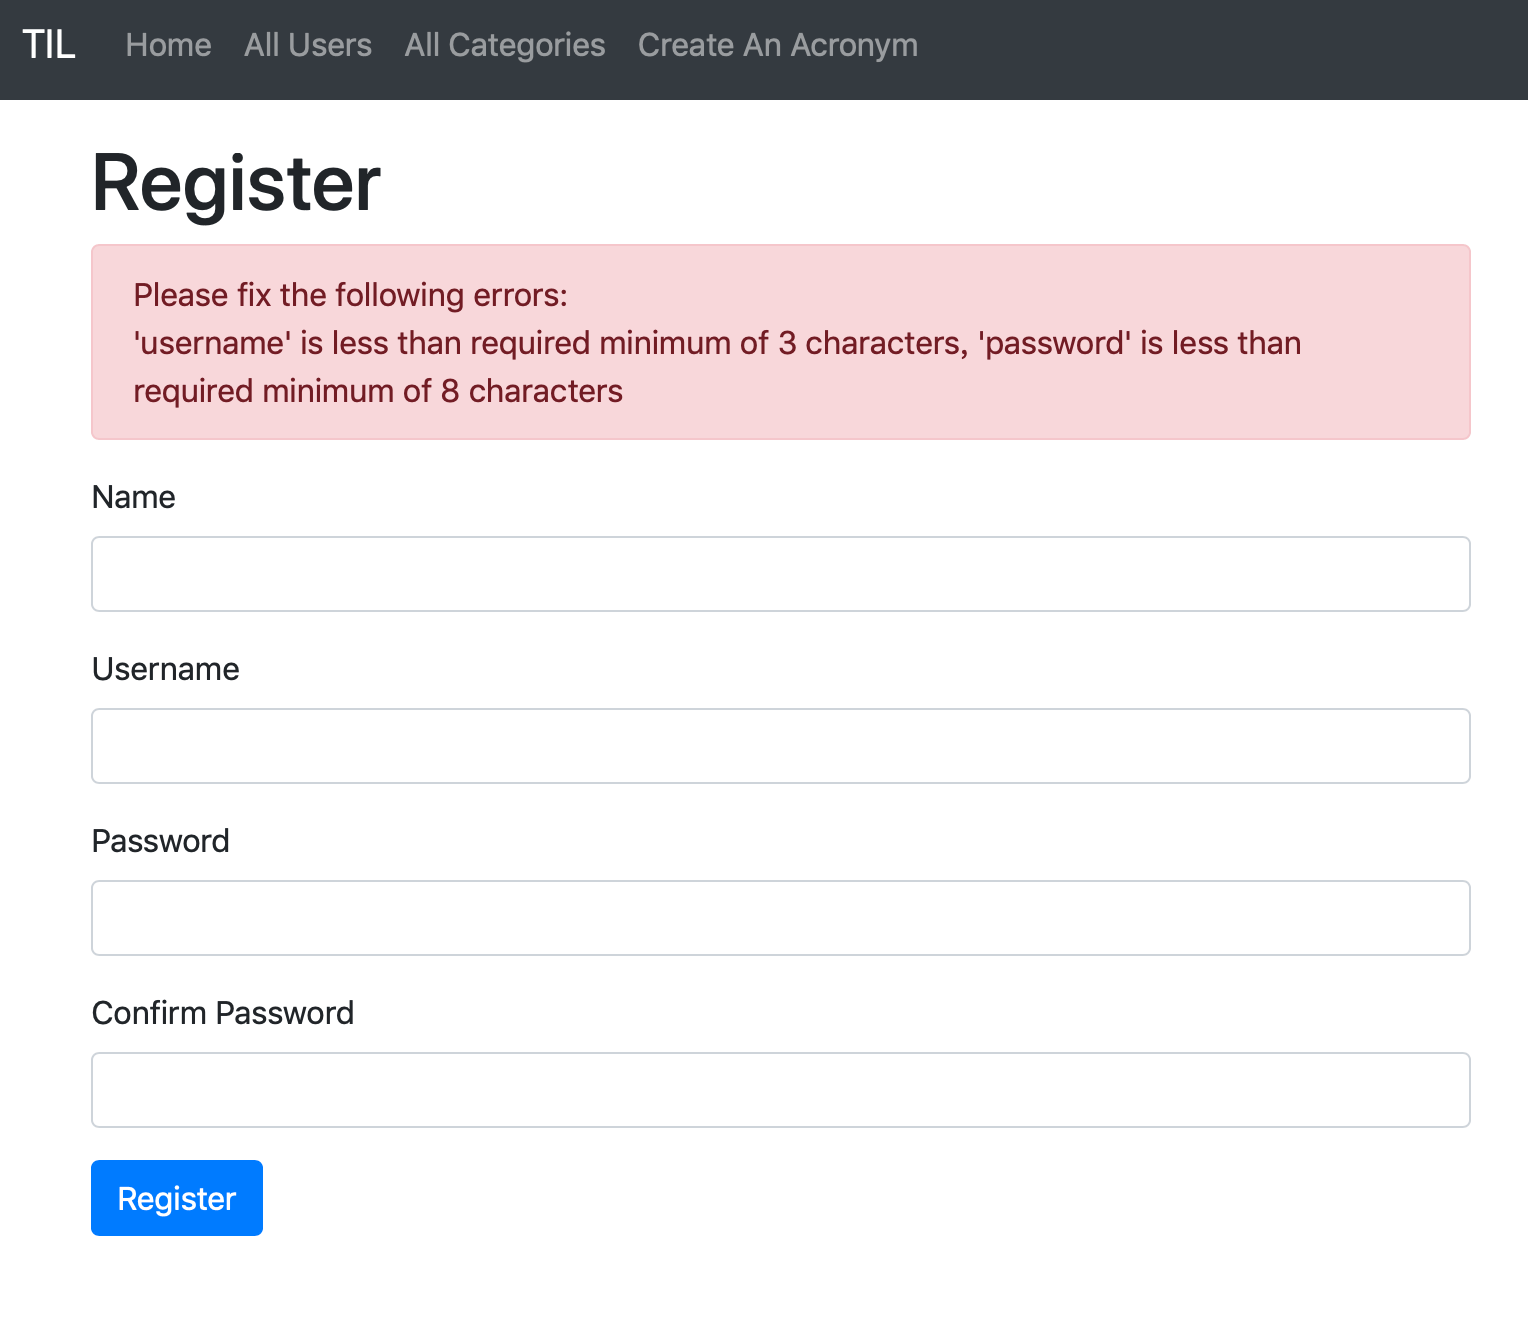 TIL Home All Users All Categories Create An Acronym
Register
Please fix the following errors:
'username' is less than required minimum of 3 characters, 'password' is less than
required minimum of 8 characters
Name
Username
Password
Confirm Password
Register